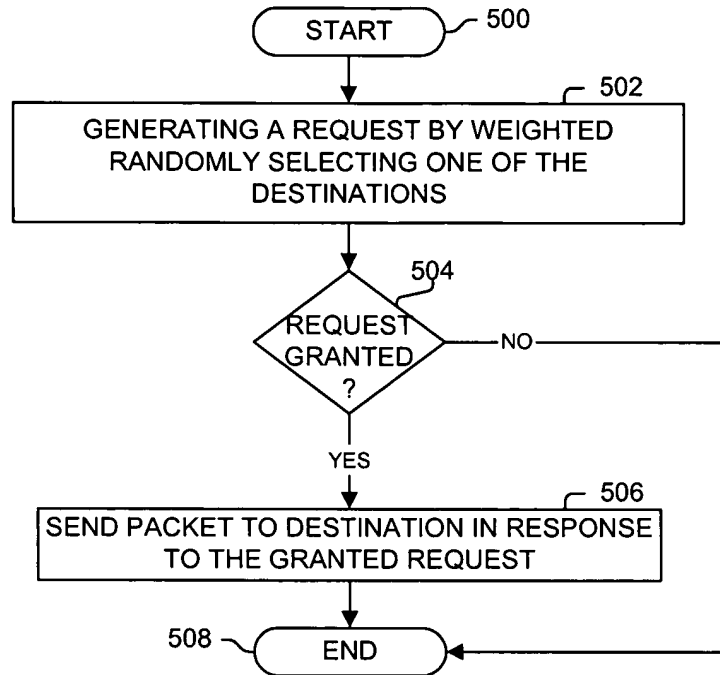 START
500
502
GENERATING A REQUEST BY WEIGHTED
RANDOMLY SELECTING ONE OF THE
DESTINATIONS
504
REQUEST
GRANTED
?
NO
YES
506
SEND PACKET TO DESTINATION IN RESPONSE
TO THE GRANTED REQUEST
508
END